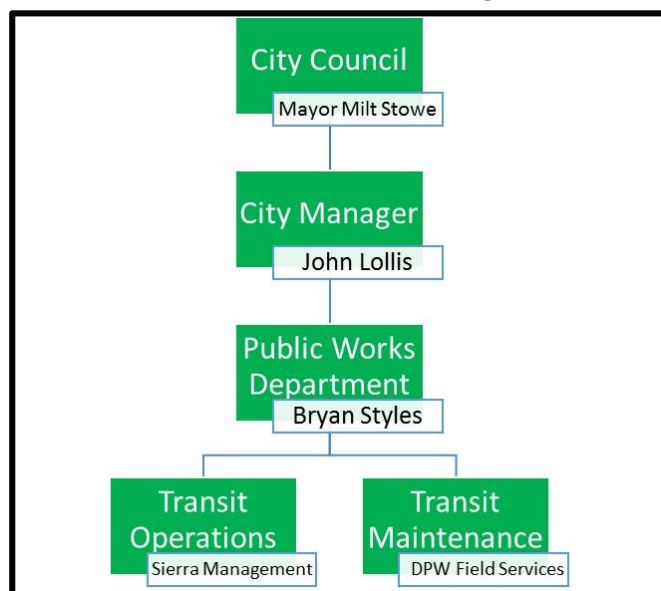 City Council
Mayor Milt Stowe
City Manager
John Lollis
Public Works
Department
Bryan Styles
Transit
Operations
Sierra Management
Transit
Maintenance
DPW Field Services